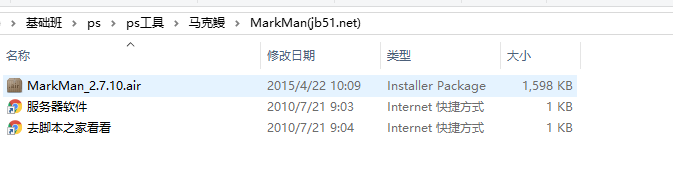 基础班 > ps > ps工具 > 马克鳗 > MarkMan(jb51.net)
名称 修改日期 类型 大小
MarkMan_2.7.10.air 2015/4/22 10:09 Installer Package 1,598 KB
服务器软件 2010/7/21 9:03 Internet 快捷方式 1 KB
去脚本之家看看 2010/7/21 9:04 Internet 快捷方式 1 KB